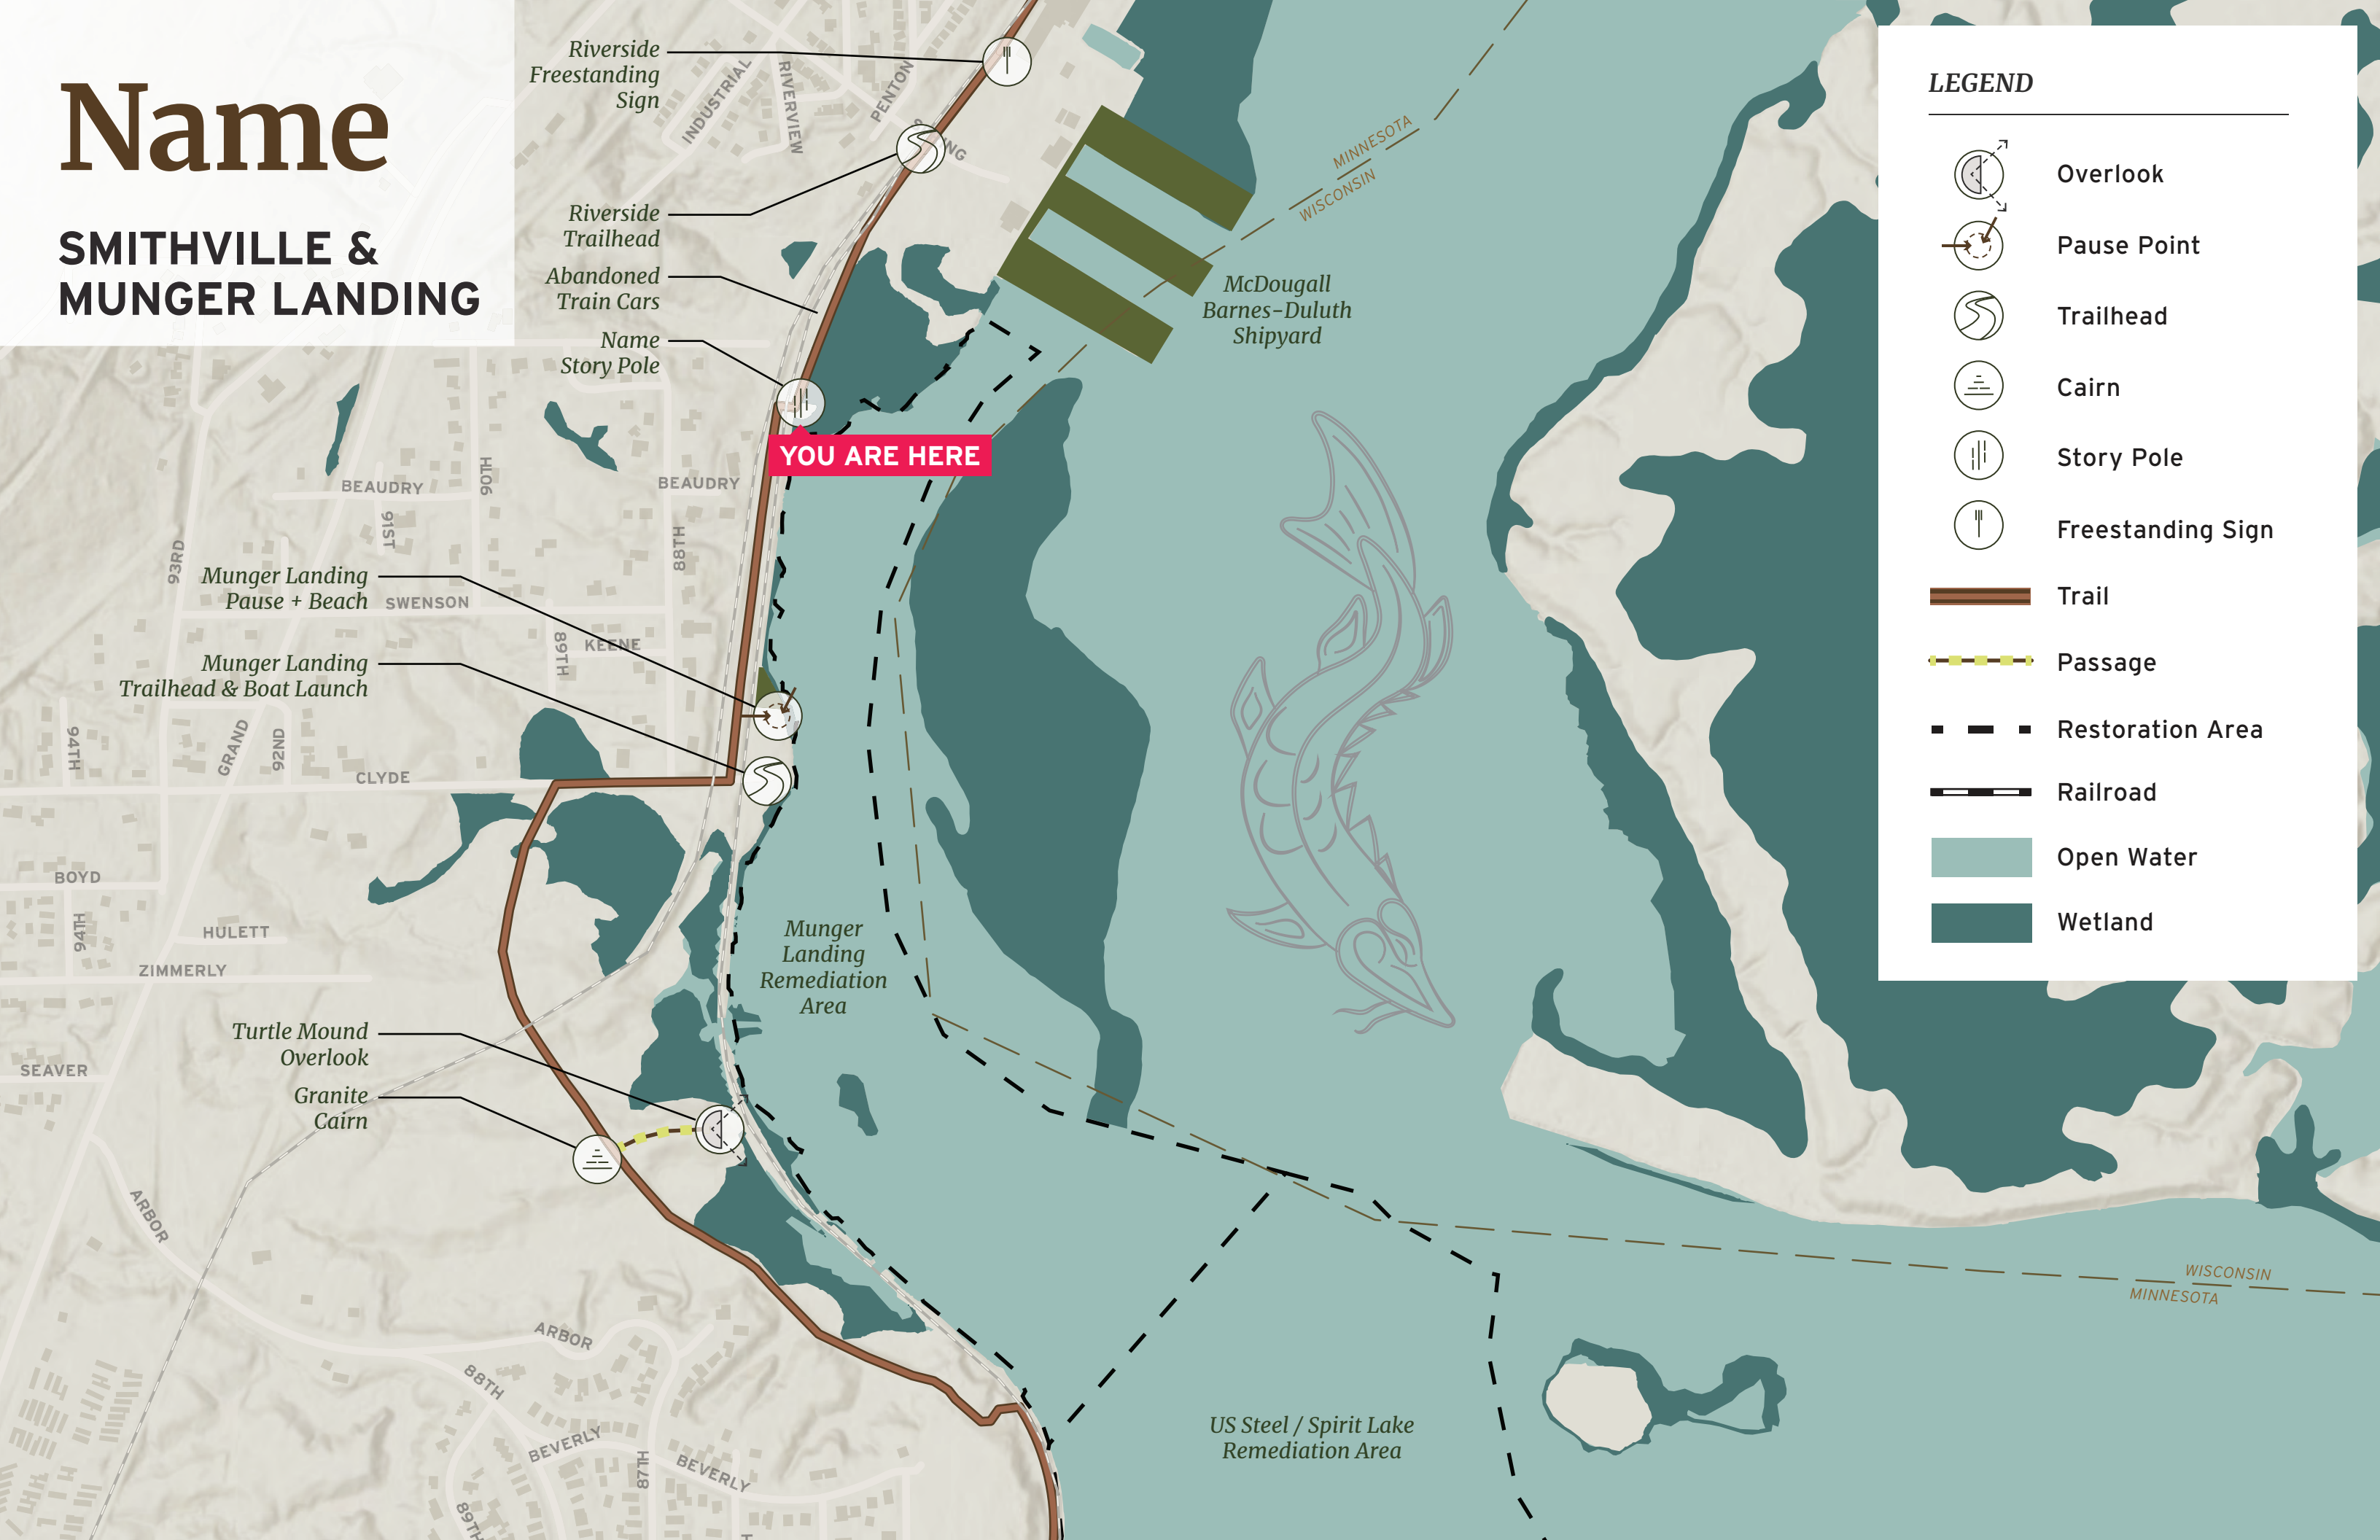 Name
SMITHVILLE &
MUNGER LANDING
Riverside
Freestanding
Sign
Riverside
Trailhead
Abandoned
Train Cars
Name
Story Pole
YOU ARE HERE
INDUSTRIAL
RIVERVIEW
PENTON
MINNESOTA
WISCONSIN
McDougall
Barnes-Duluth
Shipyard
BEAUDRY
90TH
91ST
BEAUDRY
88TH
93RD
Munger Landing
Pause + Beach
SWENSON
89TH
KEENE
Munger Landing
Trailhead & Boat Launch
94TH
GRAND
92ND
CLYDE
BOYD
94TH
HULETT
ZIMMERLY
Munger
Landing
Remediation
Area
Turtle Mound
Overlook
SEAVER
Granite
Cairn
ARBOR
ARBOR
88TH
BEVERLY
87TH
BEVERLY
89TH
US Steel / Spirit Lake
Remediation Area
WISCONSIN
MINNESOTA
LEGEND
Overlook
Pause Point
Trailhead
Cairn
Story Pole
Freestanding Sign
Trail
Passage
Restoration Area
Railroad
Open Water
Wetland